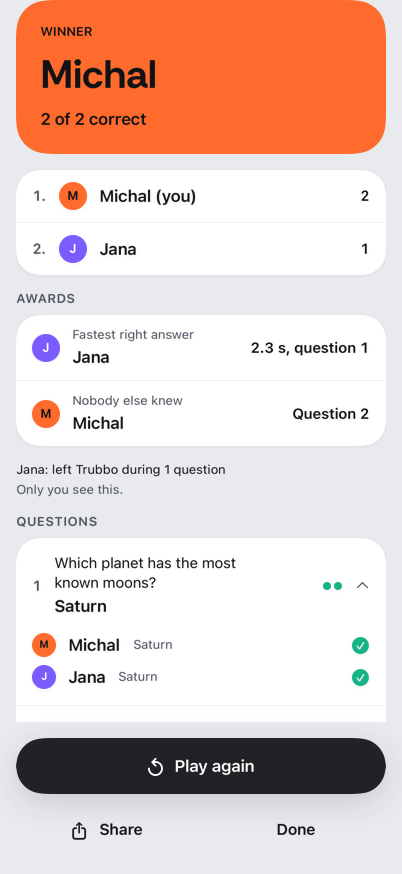 WINNER
Michal
2 of 2 correct
1. M Michal (you) 2
2. J Jana 1
AWARDS
Fastest right answer
J Jana 2.3 s, question 1
Nobody else knew
M Michal Question 2
Jana: left Trubbo during 1 question
Only you see this.
QUESTIONS
1 Which planet has the most
known moons?
Saturn
M Michal Saturn
J Jana Saturn
Play again
Share Done